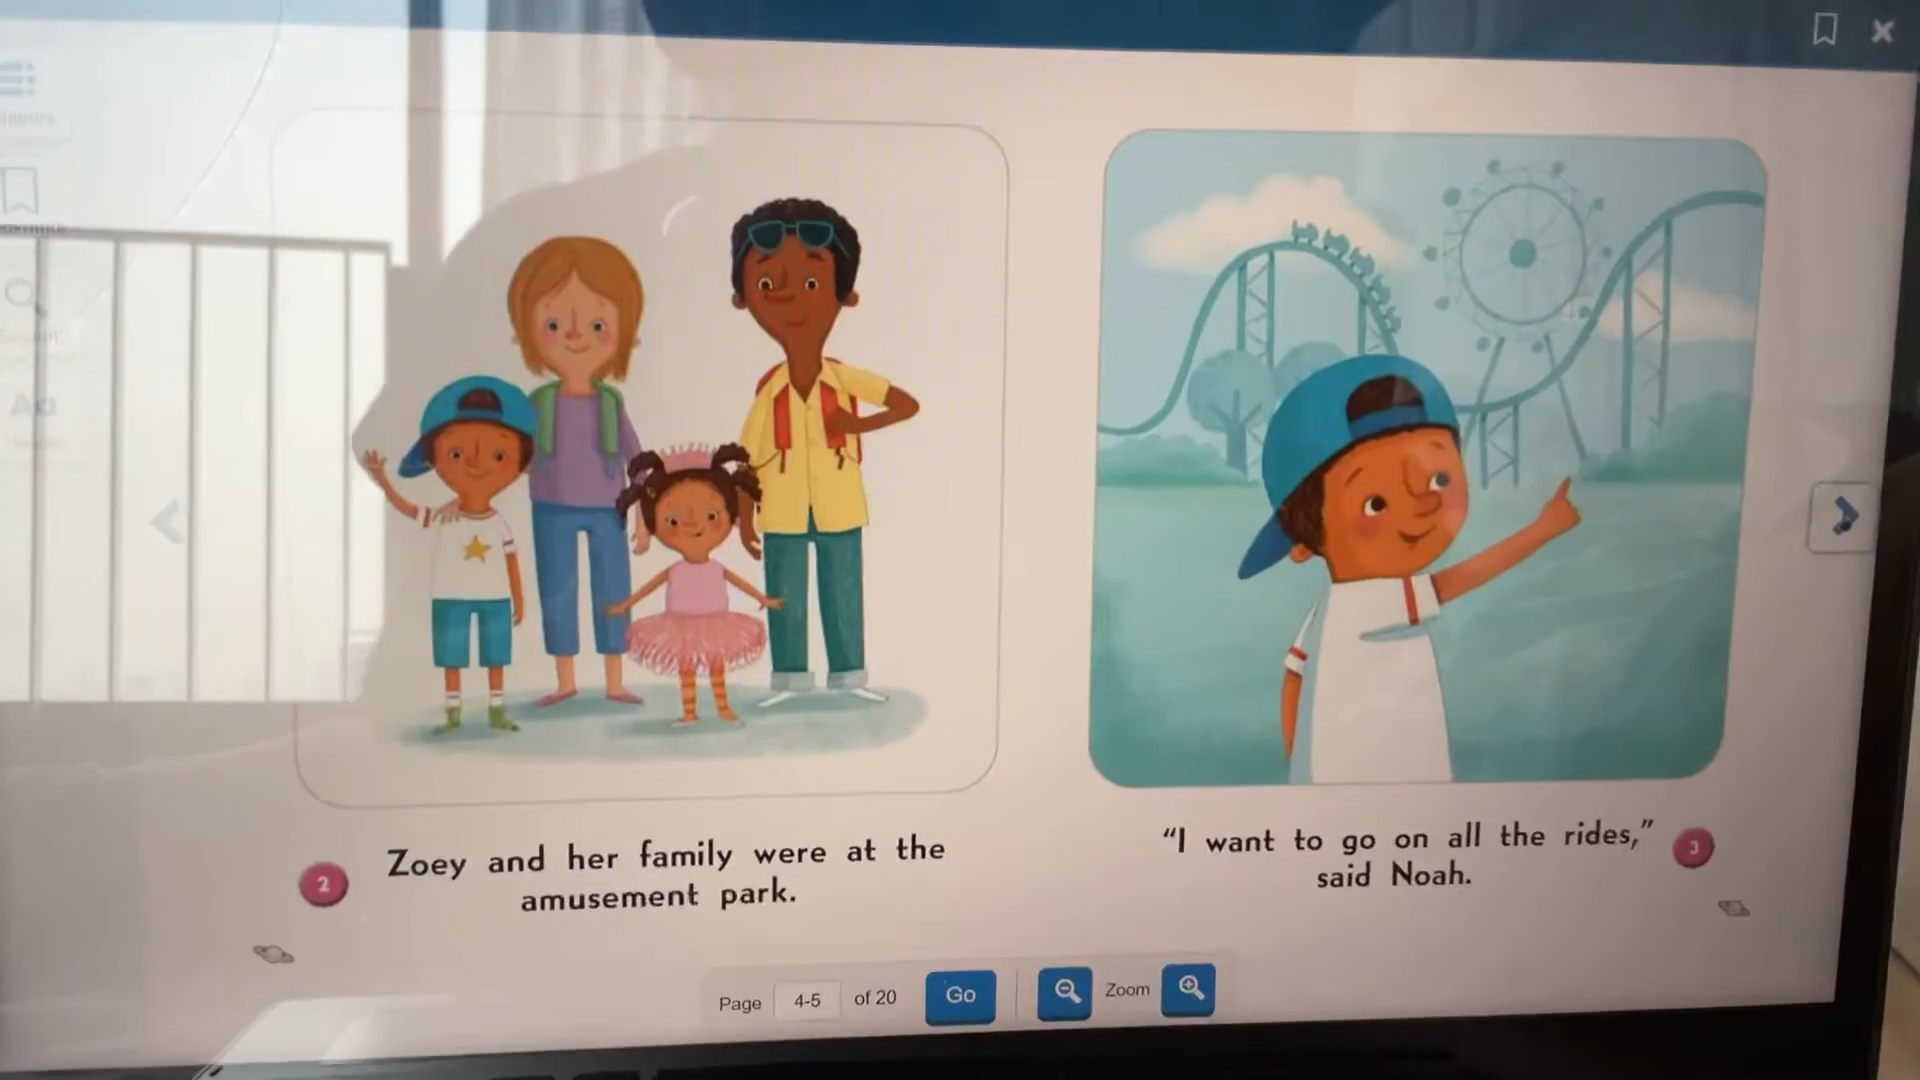 Zoey and her family were at the
amusement park.
2
"I want to go on all the rides,"
said Noah.
3
Page 4-5 of 20 Go Zoom